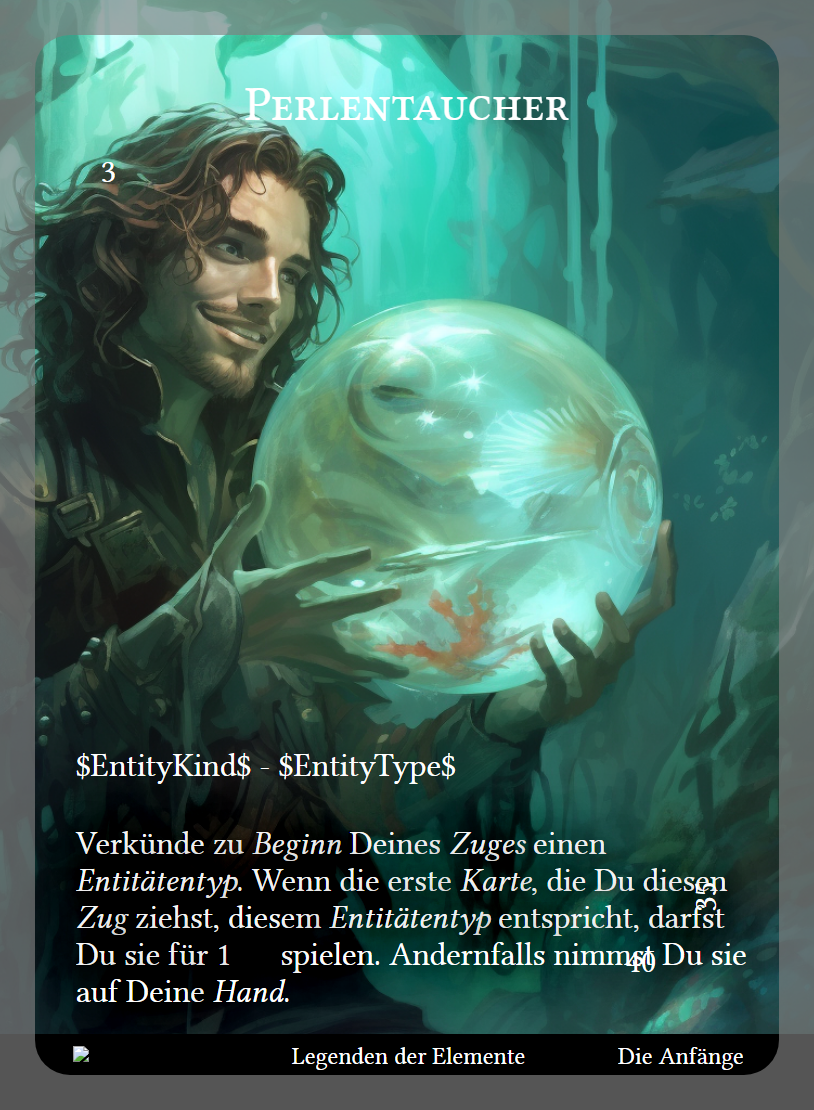 Perlentaucher
3
$EntityKind$ - $EntityType$
Verkünde zu Beginn Deines Zuges einen
Entitätentyp. Wenn die erste Karte, die Du diesen
35
Zug ziehst, diesem Entitätentyp entspricht, darfst
Du sie für 1 spielen. Andernfalls nimmst Du sie
40
auf Deine Hand.
Legenden der Elemente
Die Anfänge